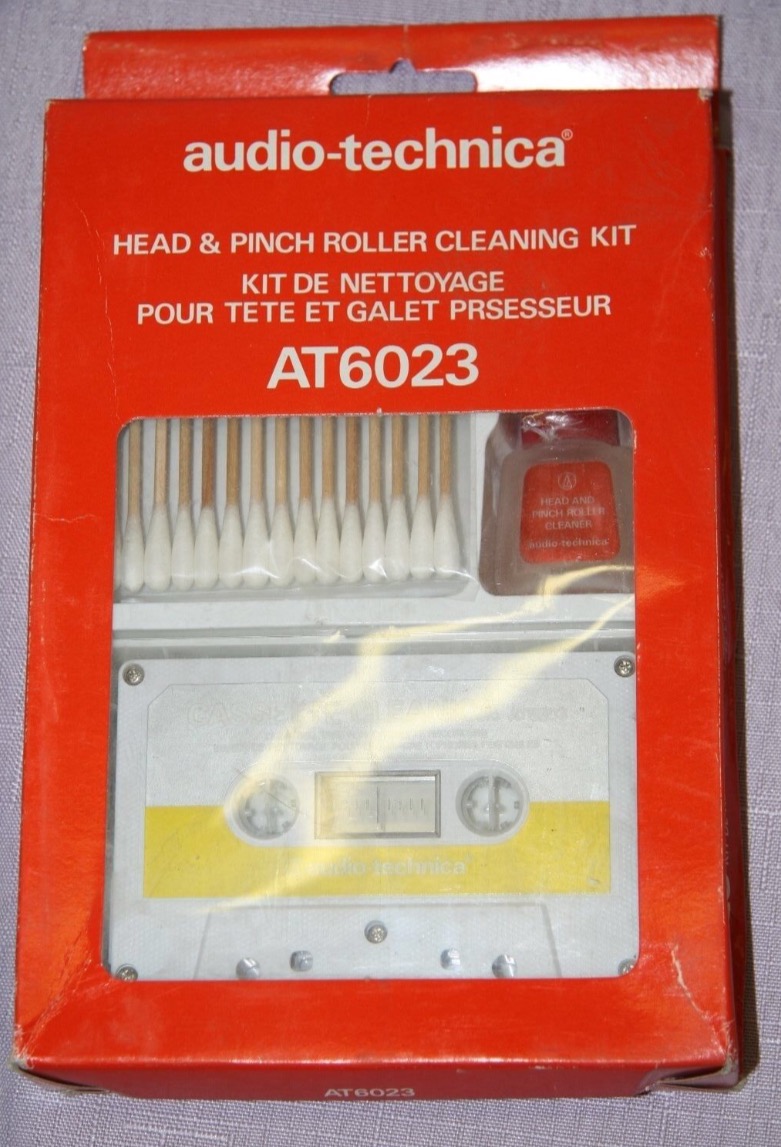 audio-technica®
HEAD & PINCH ROLLER CLEANING KIT
KIT DE NETTOYAGE
POUR TETE ET GALET PRSESSEUR
AT6023
HEAD AND
PINCH ROLLER
CLEANER
audio-technica
audio-technica
AT6023